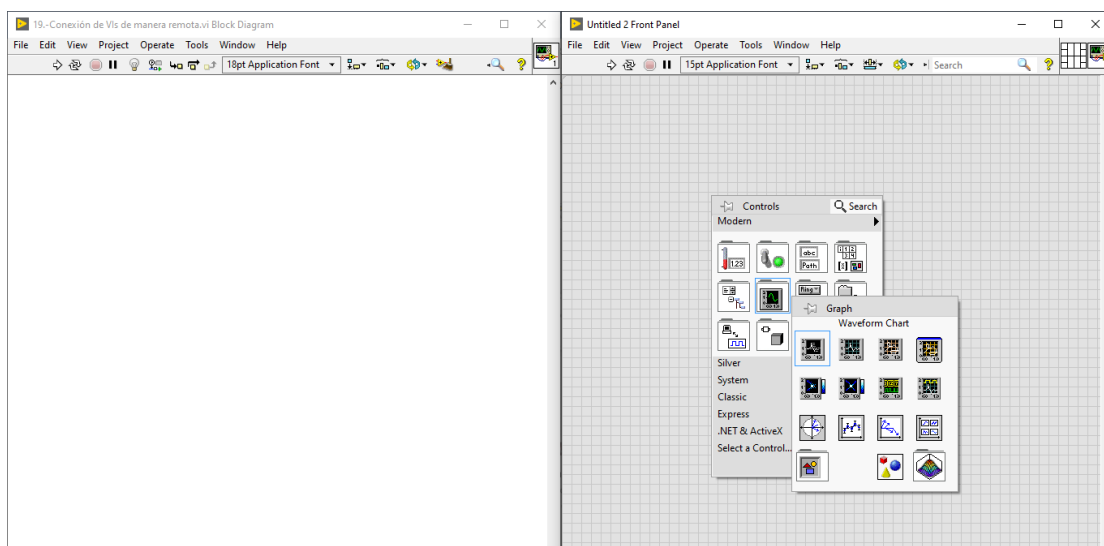 19.-Conexión de VIs de manera remota.vi Block Diagram
File Edit View Project Operate Tools Window Help
18pt Application Font
Untitled 2 Front Panel
File Edit View Project Operate Tools Window Help
15pt Application Font
Search
Controls
Search
Modern
1.23
abc
Path
Ring
Graph
Waveform Chart
Silver
System
Classic
Express
.NET & ActiveX
Select a Control...